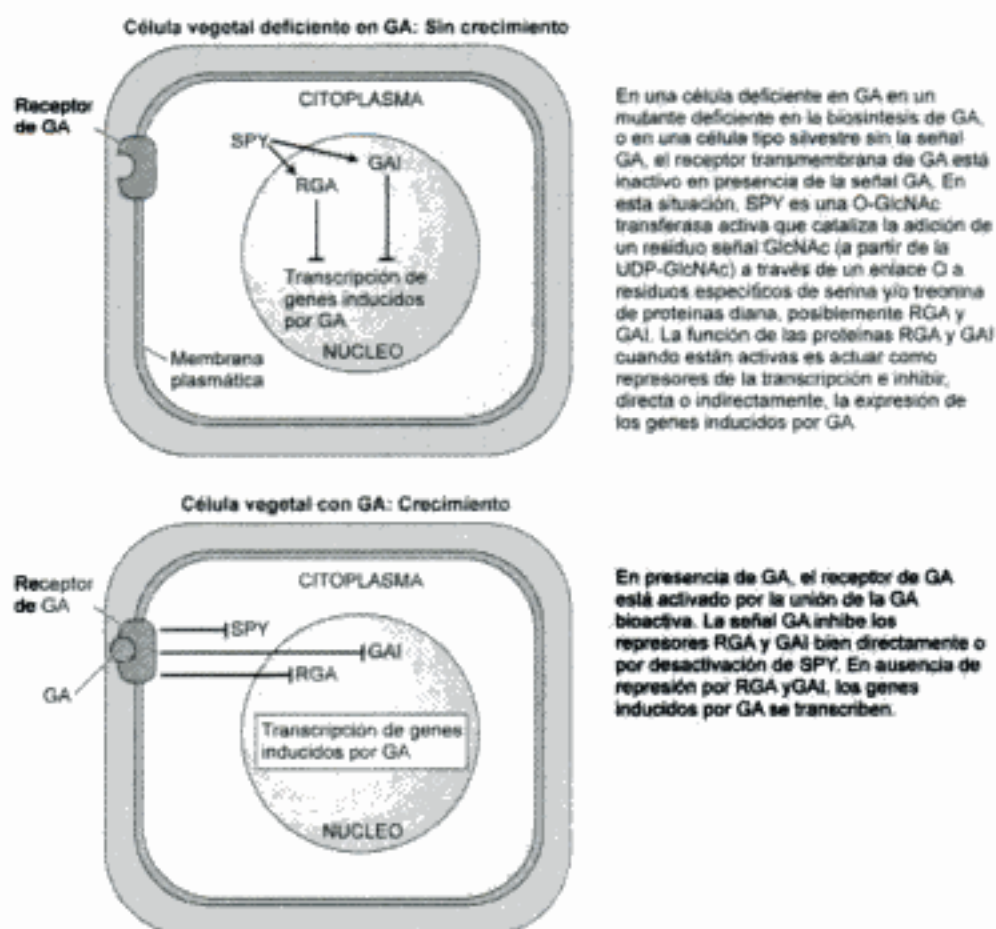 Célula vegetal deficiente en GA: Sin crecimiento
Receptor
de GA
CITOPLASMA
SPY
GAI
RGA
Transcripción de
genes inducidos
por GA
NUCLEO
Membrana
plasmática
En una célula deficiente en GA en un
mutante deficiente en la biosíntesis de GA,
o en una célula tipo silvestre sin la señal
GA, el receptor transmembrana de GA está
inactivo en presencia de la señal GA. En
esta situación, SPY es una O-GlcNAc
transferasa activa que cataliza la adición de
un residuo señal GlcNAc (a partir de la
UDP-GlcNAc) a través de un enlace O a
residuos específicos de serina y/o treonina
de proteínas diana, posiblemente RGA y
GAI. La función de las proteínas RGA y GAI
cuando están activas es actuar como
represores de la transcripción e inhibir,
directa o indirectamente, la expresión de
los genes inducidos por GA
Célula vegetal con GA: Crecimiento
Receptor
de GA
GA
CITOPLASMA
SPY
GAI
RGA
Transcripción de genes
inducidos por GA
NUCLEO
En presencia de GA, el receptor de GA
está activado por la unión de la GA
bioactiva. La señal GA inhibe los
represores RGA y GAI bien directamente o
por desactivación de SPY. En ausencia de
represión por RGA yGAI, los genes
inducidos por GA se transcriben.